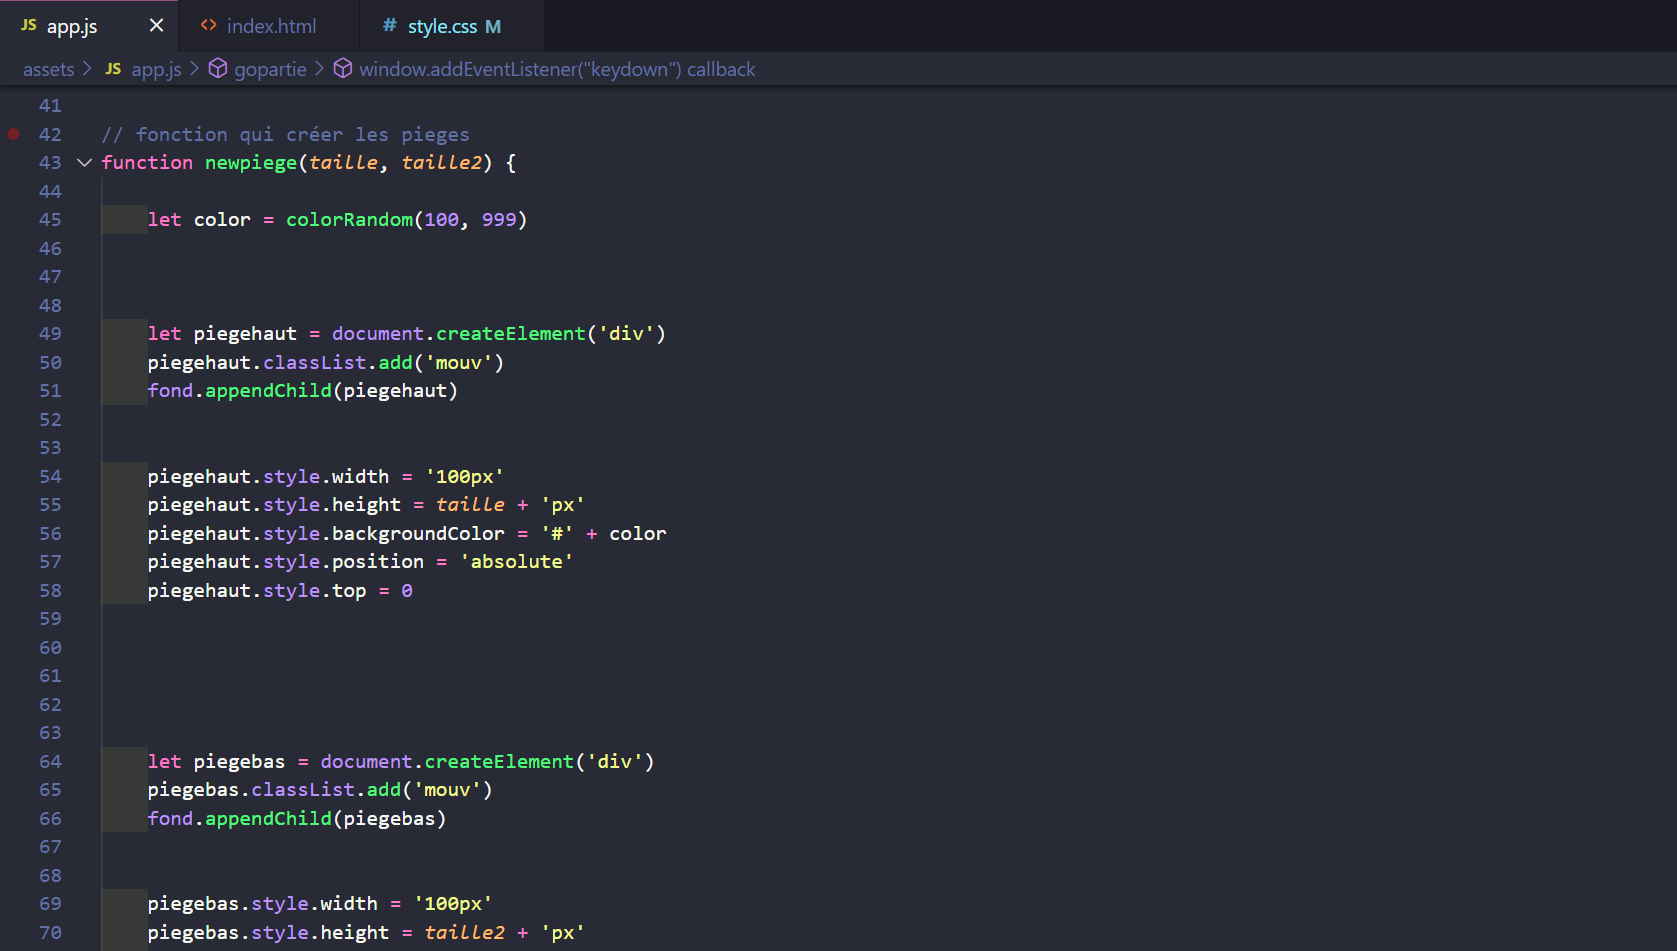 JS app.js × <> index.html # style.css M
assets > JS app.js > gopartie > window.addEventListener("keydown") callback
41
42 // fonction qui créer les pieges
43 function newpiege(taille, taille2) {
44
45 let color = colorRandom(100, 999)
46
47
48
49 let piegehaut = document.createElement('div')
50 piegehaut.classList.add('mouv')
51 fond.appendChild(piegehaut)
52
53
54 piegehaut.style.width = '100px'
55 piegehaut.style.height = taille + 'px'
56 piegehaut.style.backgroundColor = '#' + color
57 piegehaut.style.position = 'absolute'
58 piegehaut.style.top = 0
59
60
61
62
63
64 let piegebas = document.createElement('div')
65 piegebas.classList.add('mouv')
66 fond.appendChild(piegebas)
67
68
69 piegebas.style.width = '100px'
70 piegebas.style.height = taille2 + 'px'